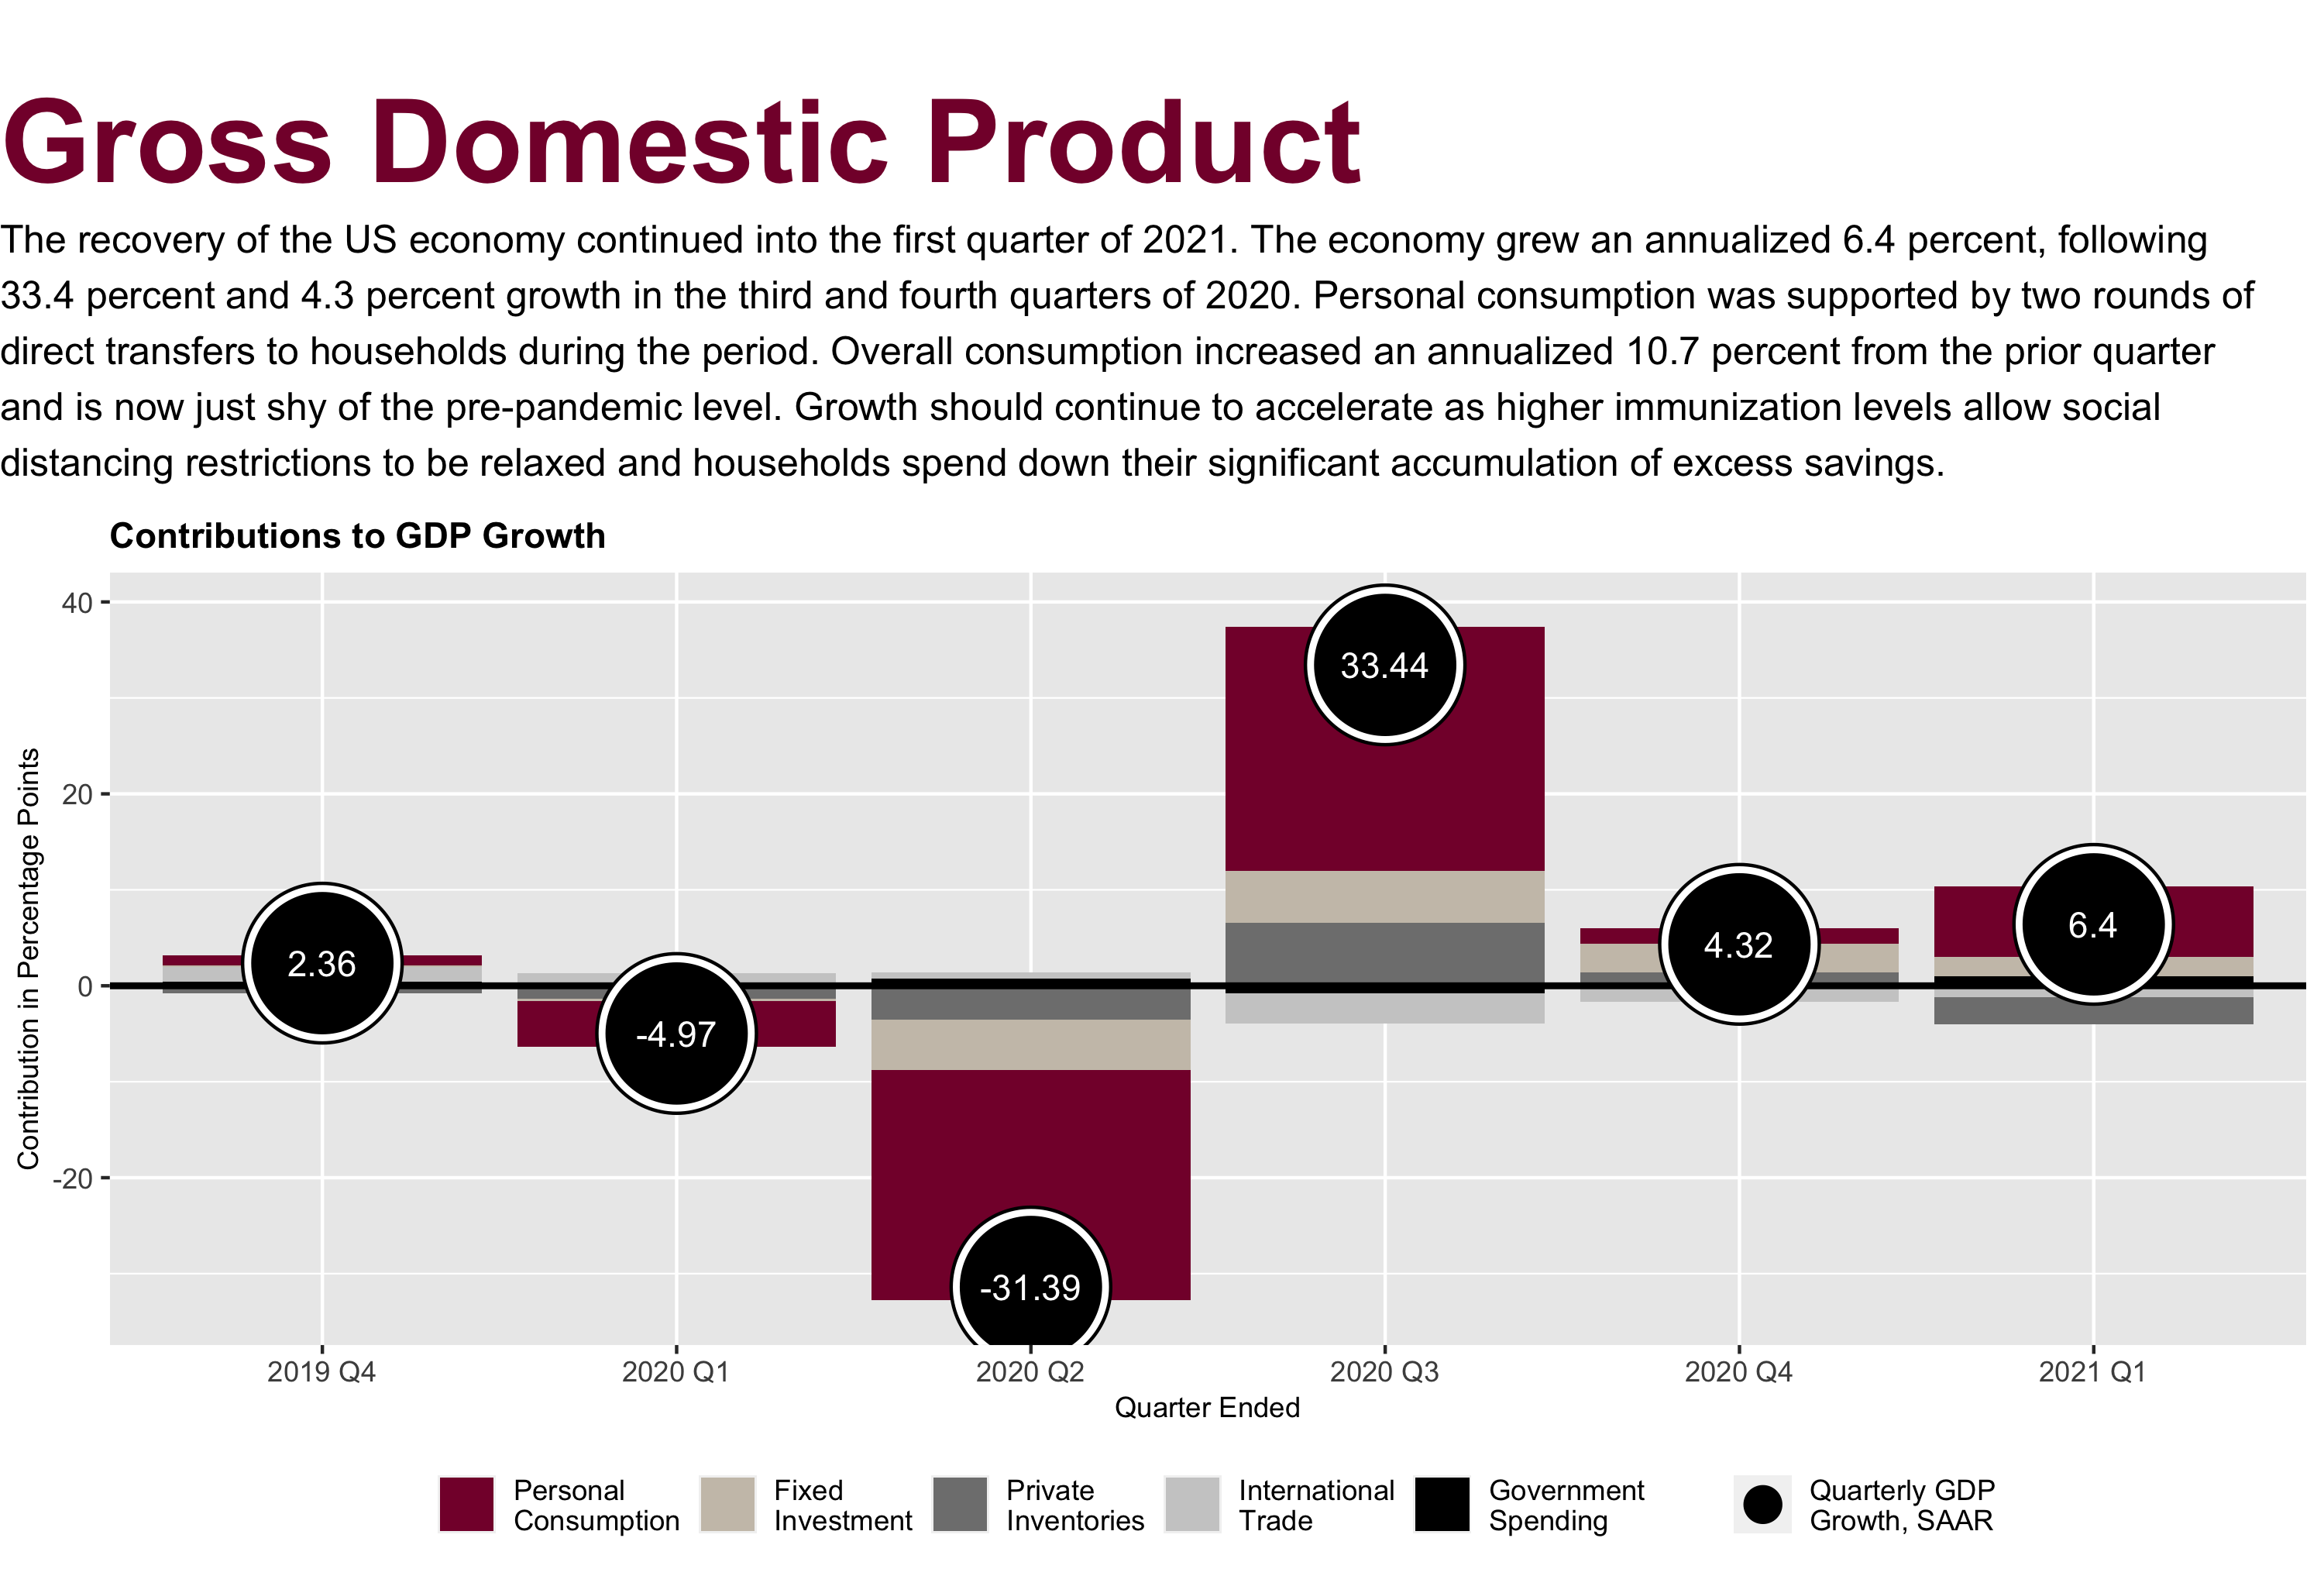 Gross Domestic Product
The recovery of the US economy continued into the first quarter of 2021. The economy grew an annualized 6.4 percent, following
33.4 percent and 4.3 percent growth in the third and fourth quarters of 2020. Personal consumption was supported by two rounds of
direct transfers to households during the period. Overall consumption increased an annualized 10.7 percent from the prior quarter
and is now just shy of the pre-pandemic level. Growth should continue to accelerate as higher immunization levels allow social
distancing restrictions to be relaxed and households spend down their significant accumulation of excess savings.
Contributions to GDP Growth
Contribution in Percentage Points
40
20
0
-20
2.36
-4.97
-31.39
33.44
4.32
6.4
2019 Q4
2020 Q1
2020 Q2
2020 Q3
2020 Q4
2021 Q1
Quarter Ended
Personal
Consumption
Fixed
Investment
Private
Inventories
International
Trade
Government
Spending
Quarterly GDP
Growth, SAAR